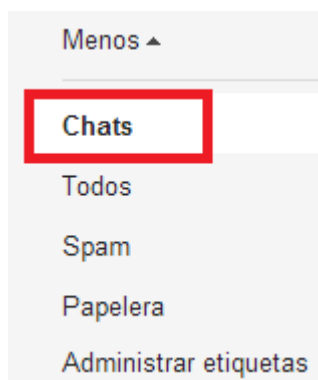 Menos ▴
Chats
Todos
Spam
Papelera
Administrar etiquetas